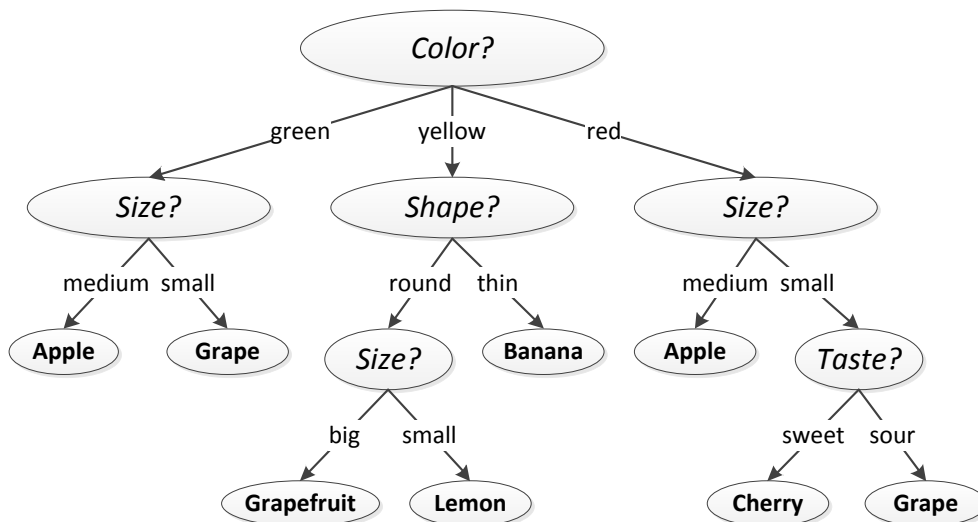 Color?
green yellow red
Size? Shape? Size?
medium small round thin medium small
Apple Grape Size? Banana Apple Taste?
big small sweet sour
Grapefruit Lemon Cherry Grape